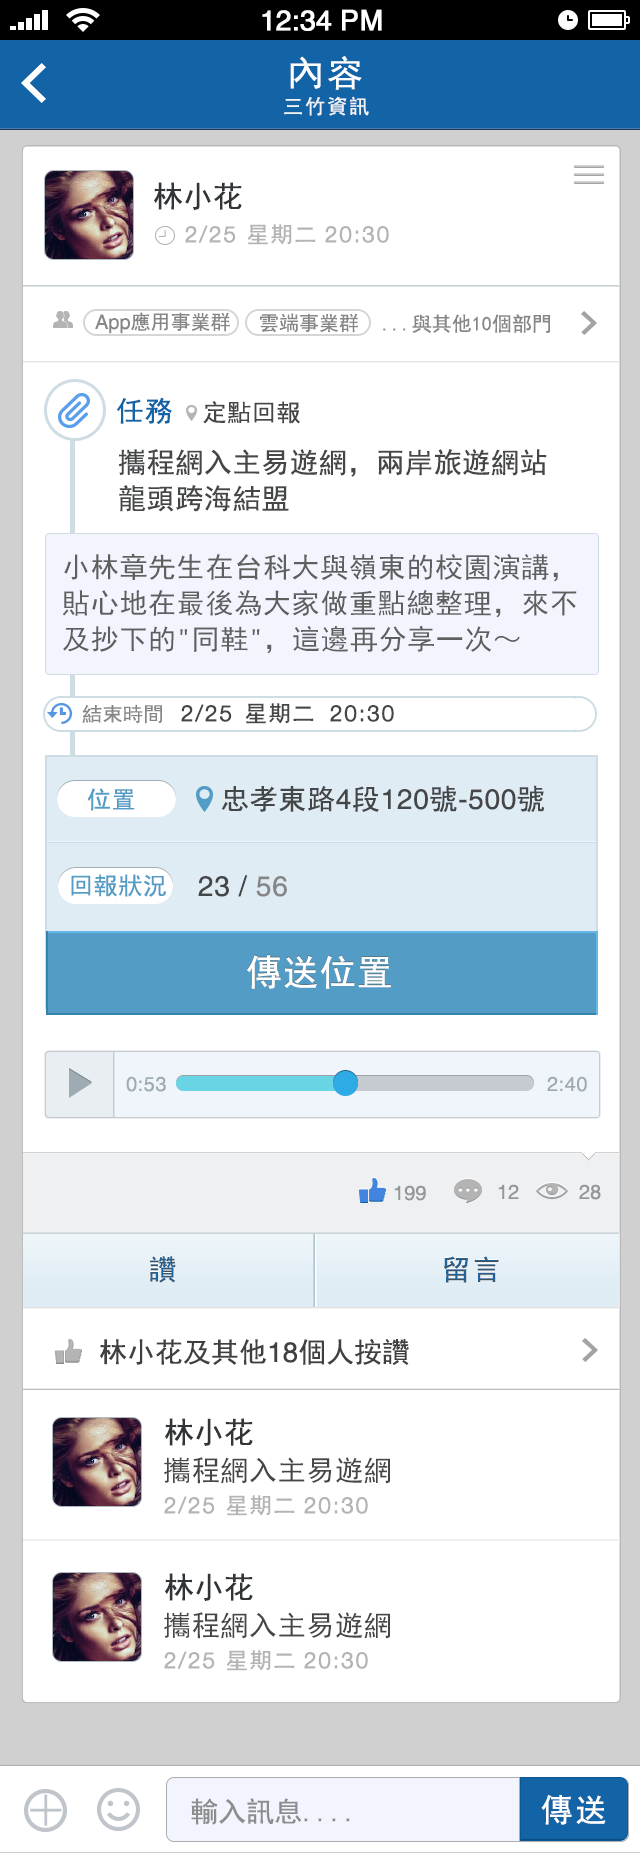 12:34 PM
內容
三竹資訊
林小花
2/25 星期二 20:30
App應用事業群 雲端事業群 ...與其他10個部門
任務 定點回報
攜程網入主易遊網，兩岸旅遊網站
龍頭跨海結盟
小林章先生在台科大與嶺東的校園演講，
貼心地在最後為大家做重點總整理，來不
及抄下的"同鞋"，這邊再分享一次～
結束時間 2/25 星期二 20:30
位置 忠孝東路4段120號-500號
回報狀況 23 / 56
傳送位置
0:53 2:40
199 12 28
讚 留言
林小花及其他18個人按讚
林小花
攜程網入主易遊網
2/25 星期二 20:30
林小花
攜程網入主易遊網
2/25 星期二 20:30
輸入訊息.... 傳送